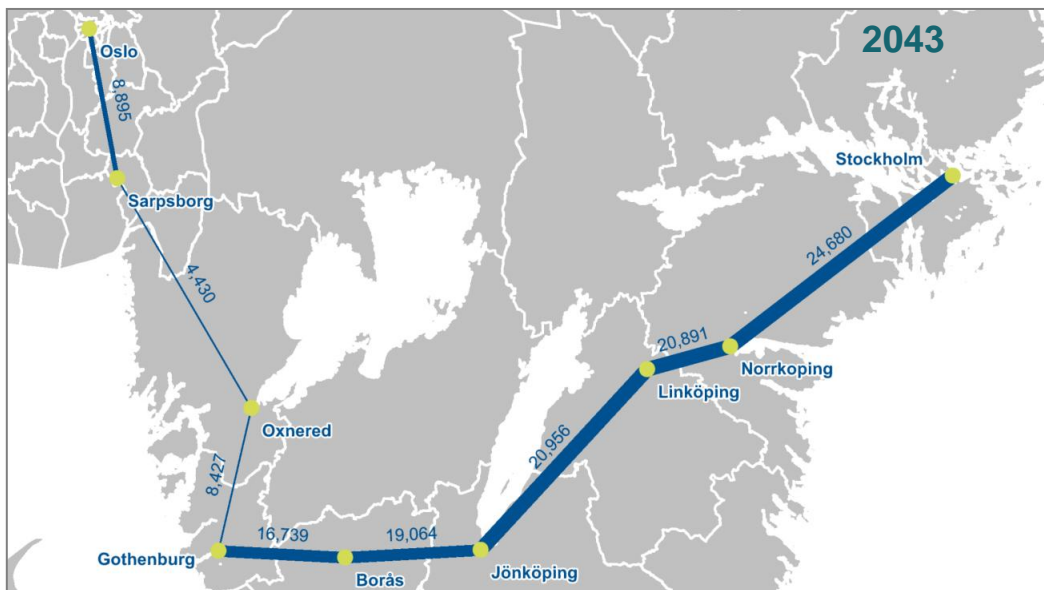 2043
Oslo
8,895
Sarpsborg
4,430
Oxnered
8,427
Gothenburg
16,739
Borås
19,064
Jönköping
20,956
Linköping
20,891
Norrkoping
24,680
Stockholm